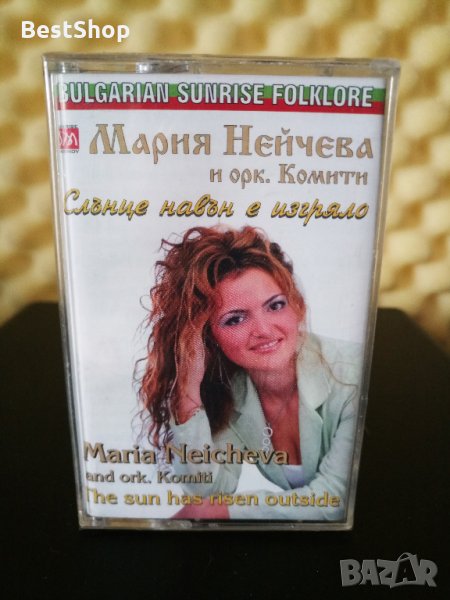 BestShop
BULGARIAN SUNRISE FOLKLORE
Мария Нейчева
и орк. Комити
Слънце навън е изгряло
Maria Neicheva
and ork. Komiti
The sun has risen outside
BAZAR